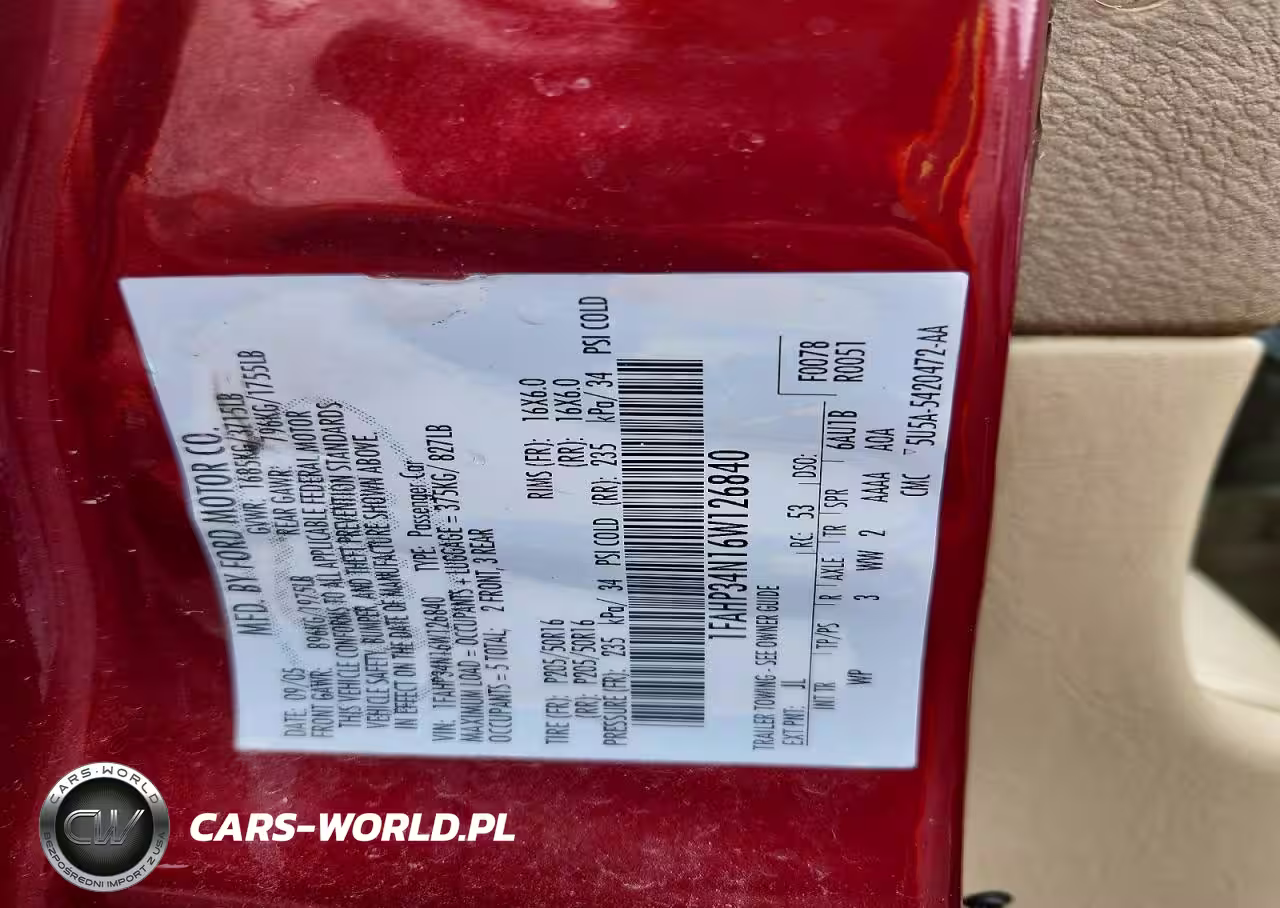 MFD. BY FORD MOTOR CO.
DATE: 09/05 GVWR: 1685KG/3715LB
FRONT GAWR: 896KG/1975LB REAR GAWR: 796KG/1755LB
THIS VEHICLE CONFORMS TO ALL APPLICABLE FEDERAL MOTOR
VEHICLE SAFETY, BUMPER, AND THEFT PREVENTION STANDARDS
IN EFFECT ON THE DATE OF MANUFACTURE SHOWN ABOVE.
VIN: 1FAHP34N16W126840 TYPE: Passenger Car
MAXIMUM LOAD = OCCUPANTS + LUGGAGE = 375KG/ 827LB
OCCUPANTS = 5 TOTAL; 2 FRONT, 3 REAR
TIRE (FR): P205/50R16 RIMS (FR): 16X6.0
(RR): P205/50R16 (RR): 16X6.0
PRESSURE (FR): 235 kPa/ 34 PSI COLD (RR): 235 kPa/ 34 PSI COLD
1FAHP34N16W126840
TRAILER TOWING - SEE OWNER GUIDE
EXT PNT: JL RC: 53 DSO: F0078
R0051
INT TR TP/PS R AXLE TR SPR 6AU1B
WP 3 WW 2 AAAA A0A
CMC ▽ 5U5A-5420472-AA
CARS-WORLD
CW
BEZPOŚREDNI IMPORT Z USA
CARS-WORLD.PL